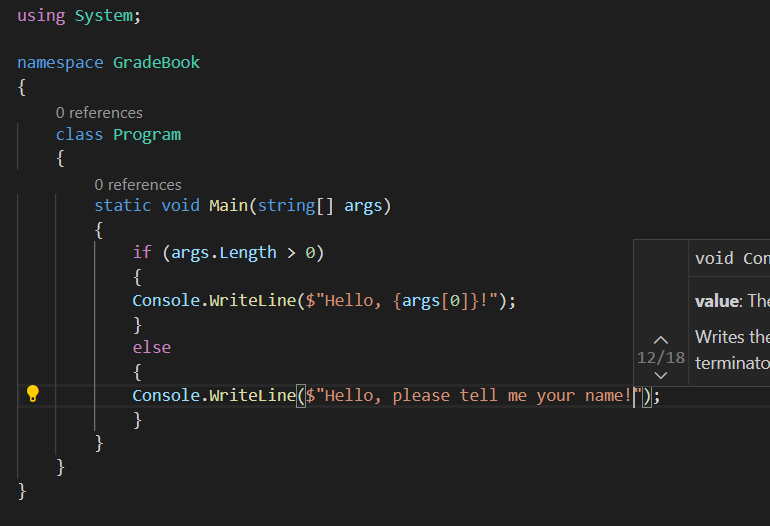 using System;
namespace GradeBook
{
0 references
class Program
{
0 references
static void Main(string[] args)
{
if (args.Length > 0)
{
Console.WriteLine($"Hello, {args[0]}!");
}
else
{
Console.WriteLine($"Hello, please tell me your name!");
}
}
}
}
void Con
value: The
Writes the
12/18
terminato